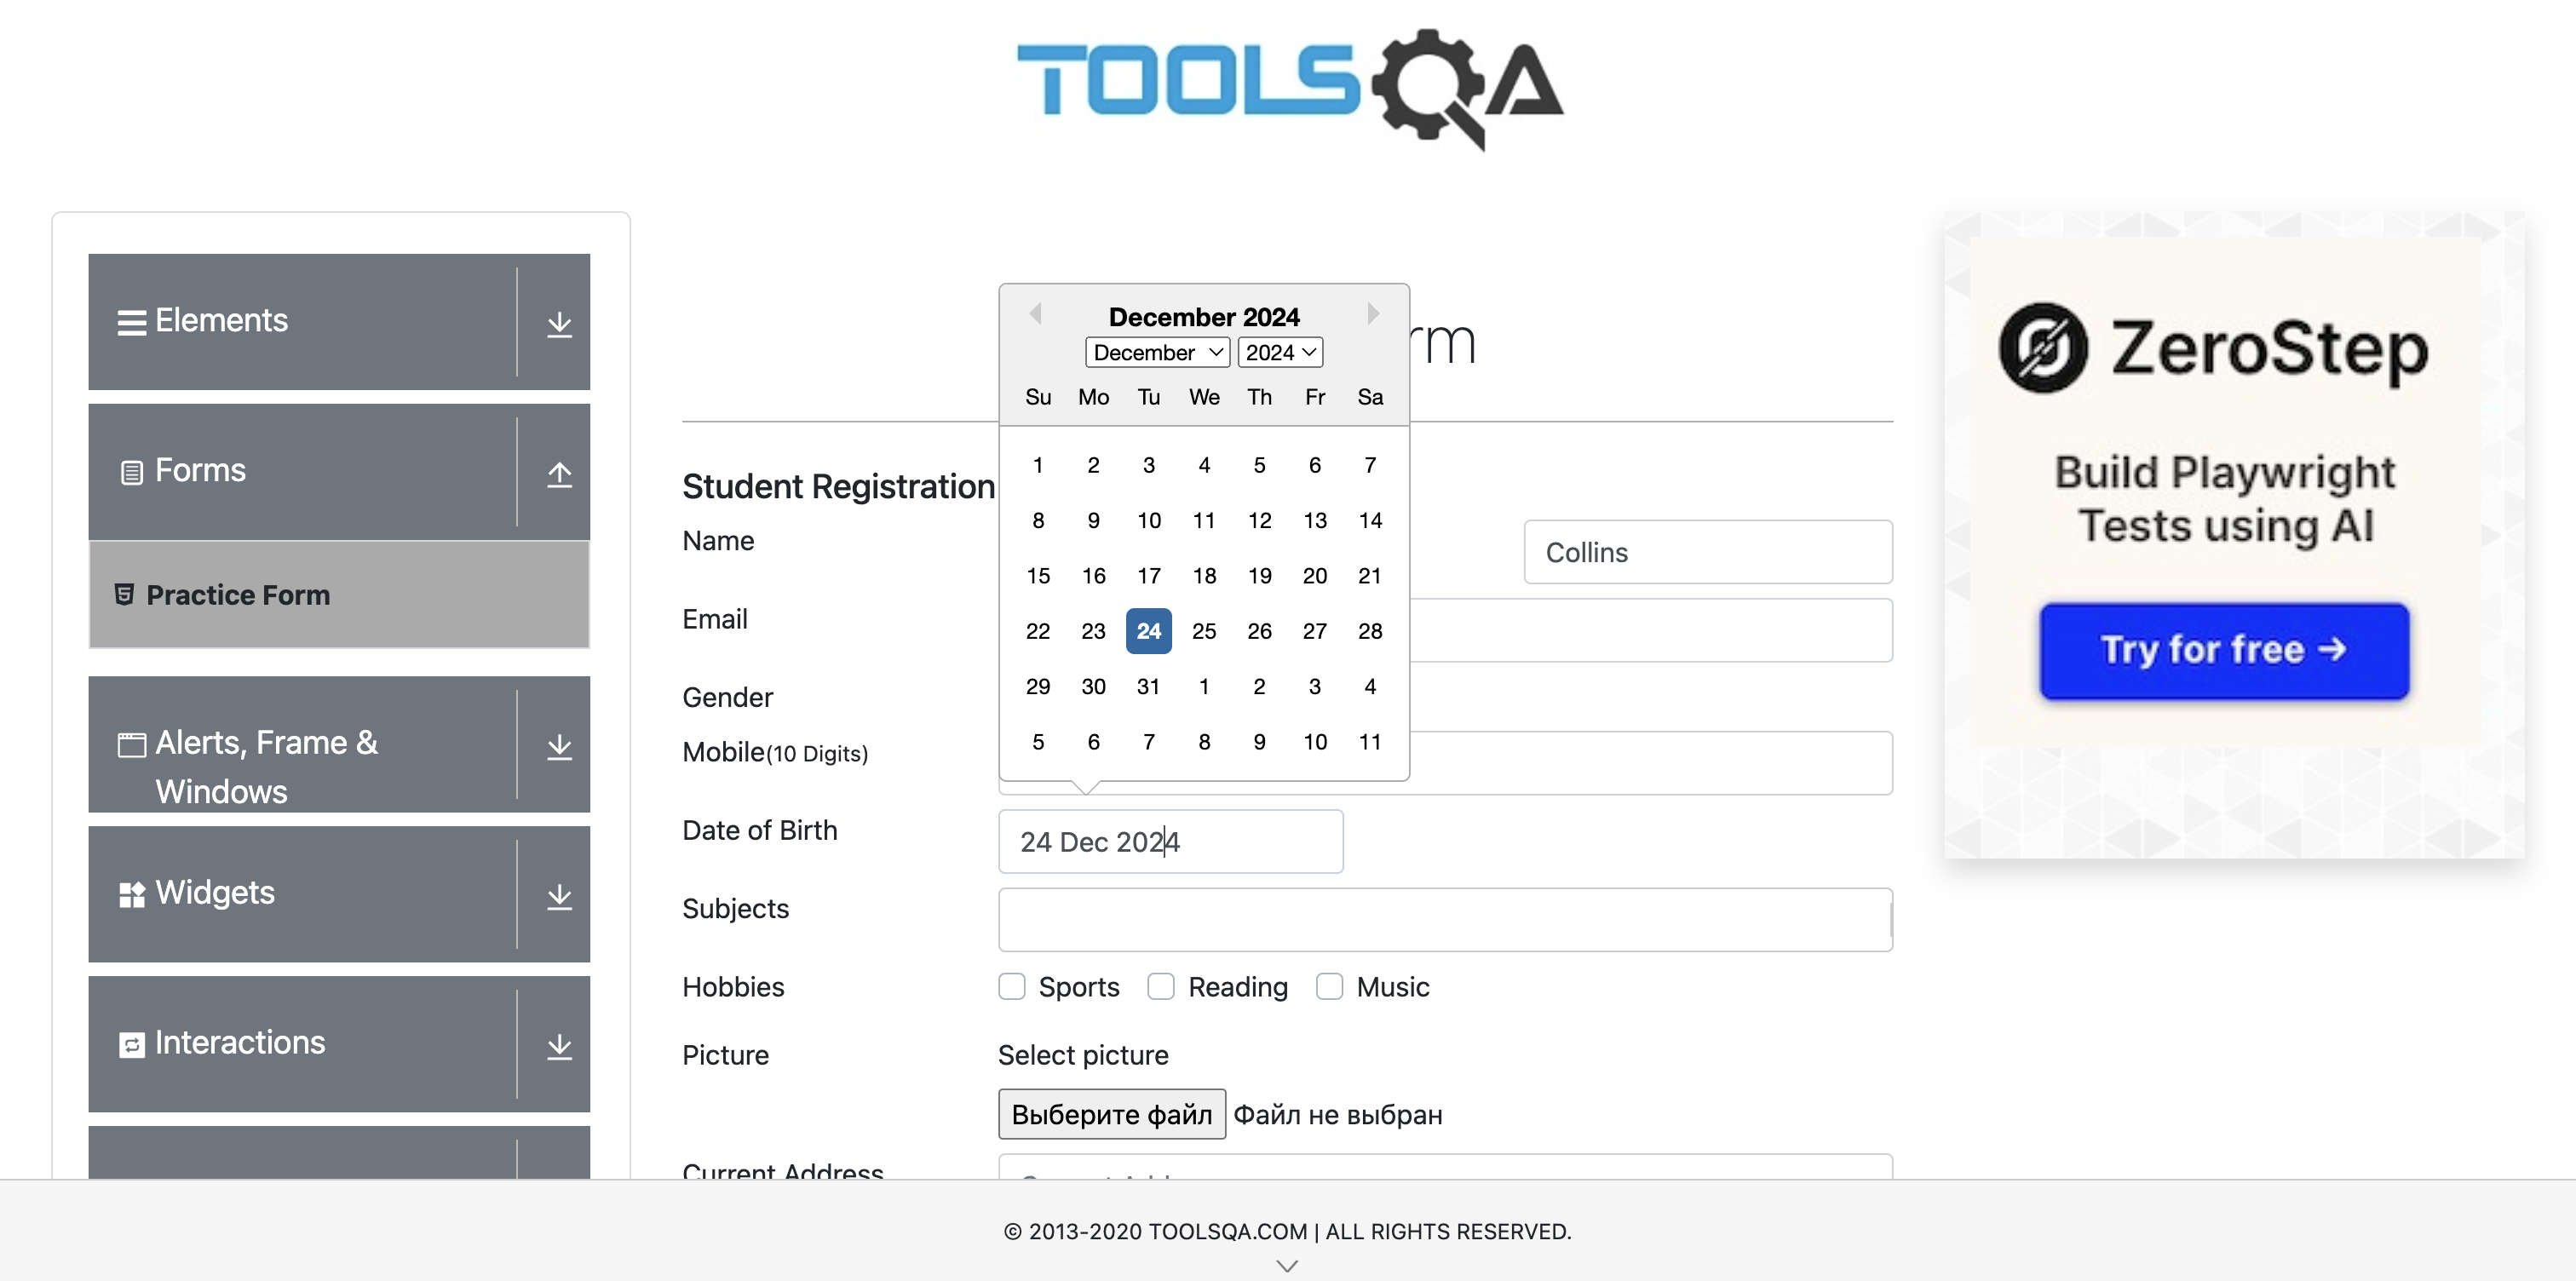 TOOLSQA
Elements
Forms
Practice Form
Alerts, Frame &
Windows
Widgets
Interactions
rm
Student Registration
Name
Collins
Email
Gender
Mobile(10 Digits)
December 2024
December 2024
Su Mo Tu We Th Fr Sa
1 2 3 4 5 6 7
8 9 10 11 12 13 14
15 16 17 18 19 20 21
22 23 24 25 26 27 28
29 30 31 1 2 3 4
5 6 7 8 9 10 11
Date of Birth
24 Dec 2024
Subjects
Hobbies
Sports Reading Music
Picture
Select picture
Выберите файл Файл не выбран
Current Address
ZeroStep
Build Playwright
Tests using AI
Try for free →
© 2013-2020 TOOLSQA.COM | ALL RIGHTS RESERVED.